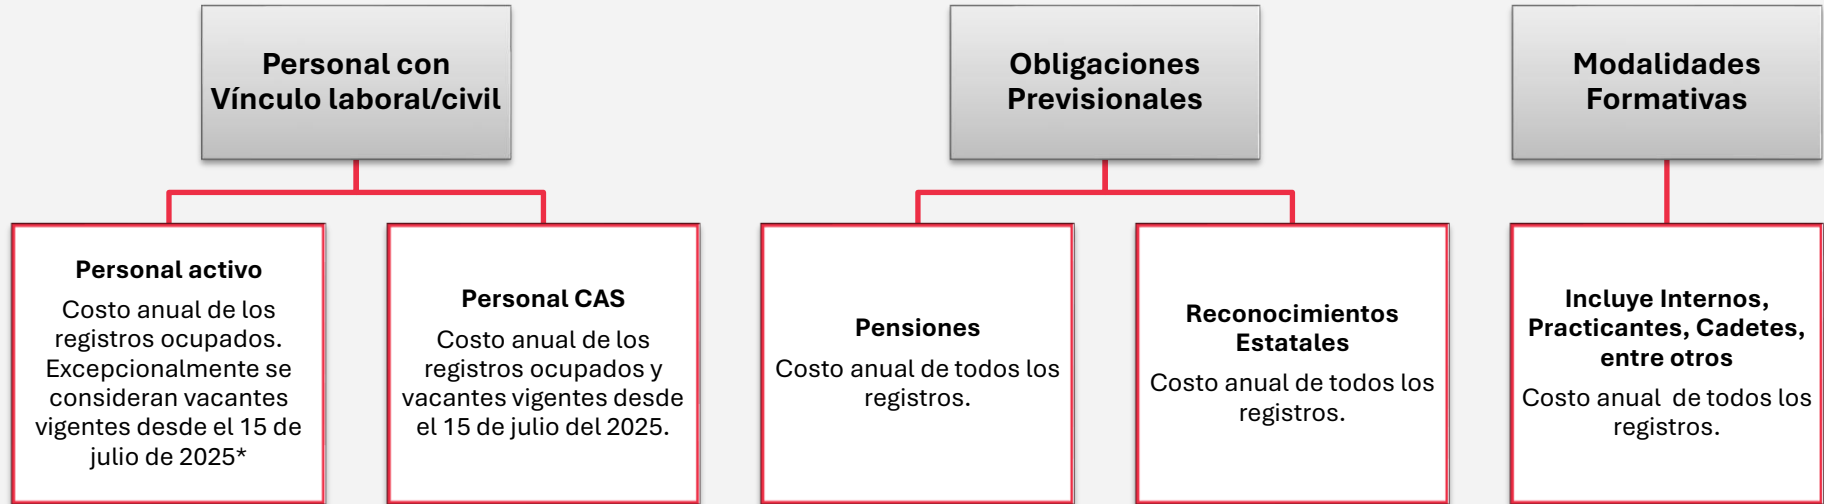 Personal con
Vínculo laboral/civil
Obligaciones
Previsionales
Modalidades
Formativas
Personal activo
Costo anual de los
registros ocupados.
Excepcionalmente se
consideran vacantes
vigentes desde el 15 de
julio de 2025*
Personal CAS
Costo anual de los
registros ocupados y
vacantes vigentes desde
el 15 de julio del 2025.
Pensiones
Costo anual de todos los
registros.
Reconocimientos
Estatales
Costo anual de todos los
registros.
Incluye Internos,
Practicantes, Cadetes,
entre otros
Costo anual de todos los
registros.